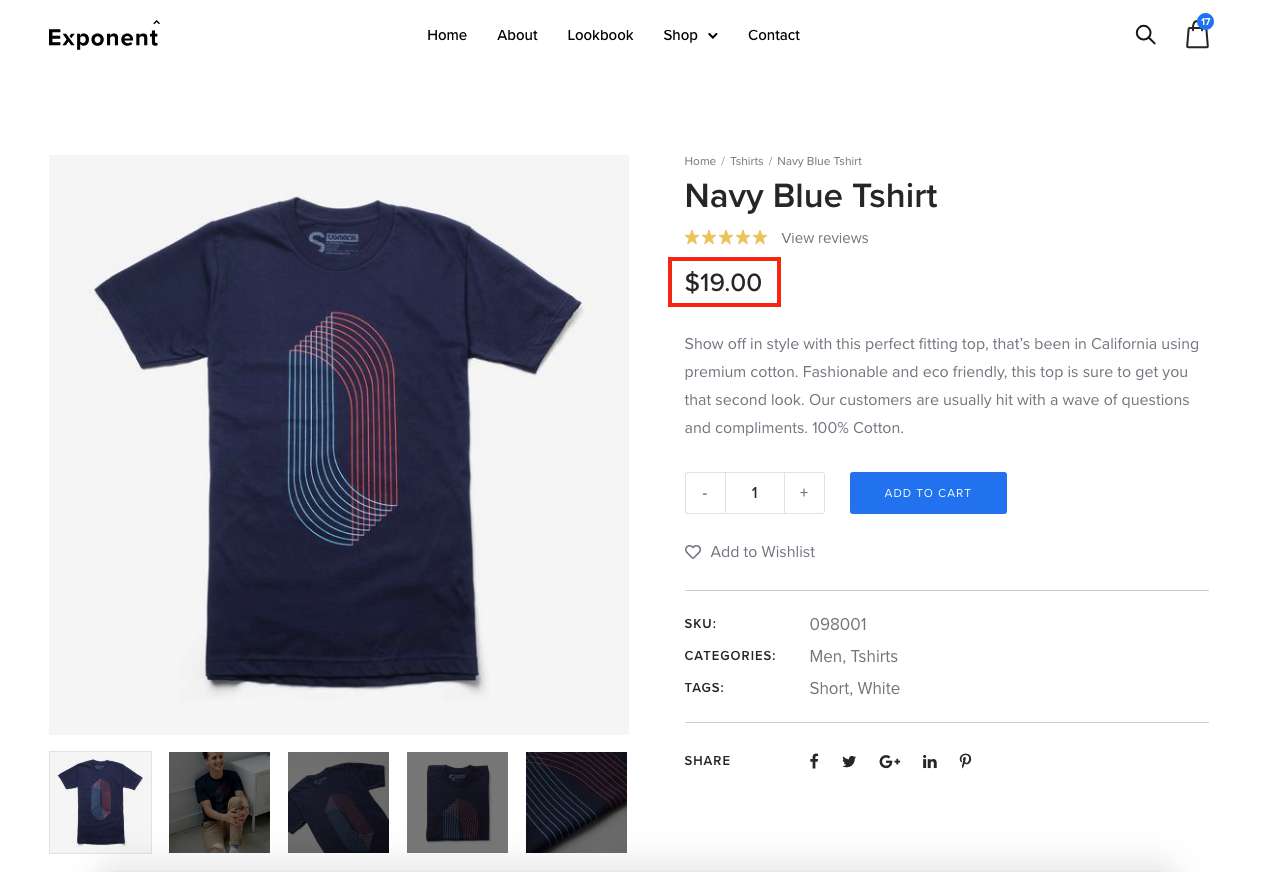 Exponent
Home About Lookbook Shop Contact
17
Home / Tshirts / Navy Blue Tshirt
Navy Blue Tshirt
View reviews
$19.00
Show off in style with this perfect fitting top, that's been in California using
premium cotton. Fashionable and eco friendly, this top is sure to get you
that second look. Our customers are usually hit with a wave of questions
and compliments. 100% Cotton.
- 1 +
ADD TO CART
Add to Wishlist
SKU: 098001
CATEGORIES: Men, Tshirts
TAGS: Short, White
SHARE